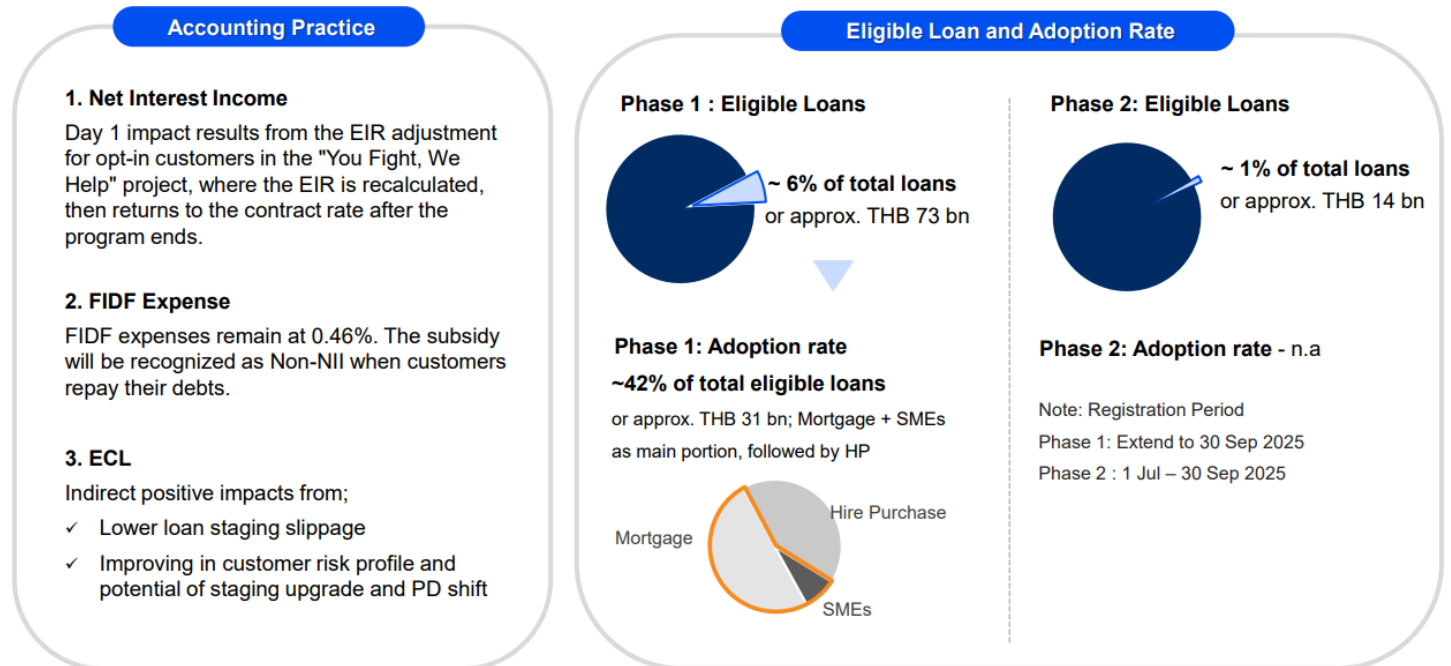 Accounting Practice
1. Net Interest Income
Day 1 impact results from the EIR adjustment
for opt-in customers in the "You Fight, We
Help" project, where the EIR is recalculated,
then returns to the contract rate after the
program ends.
2. FIDF Expense
FIDF expenses remain at 0.46%. The subsidy
will be recognized as Non-NII when customers
repay their debts.
3. ECL
Indirect positive impacts from;
✓ Lower loan staging slippage
✓ Improving in customer risk profile and
potential of staging upgrade and PD shift
Eligible Loan and Adoption Rate
Phase 1 : Eligible Loans
~ 6% of total loans
or approx. THB 73 bn
Phase 1: Adoption rate
~42% of total eligible loans
or approx. THB 31 bn; Mortgage + SMEs
as main portion, followed by HP
Hire Purchase
Mortgage
SMEs
Phase 2: Eligible Loans
~ 1% of total loans
or approx. THB 14 bn
Phase 2: Adoption rate - n.a
Note: Registration Period
Phase 1: Extend to 30 Sep 2025
Phase 2 : 1 Jul – 30 Sep 2025